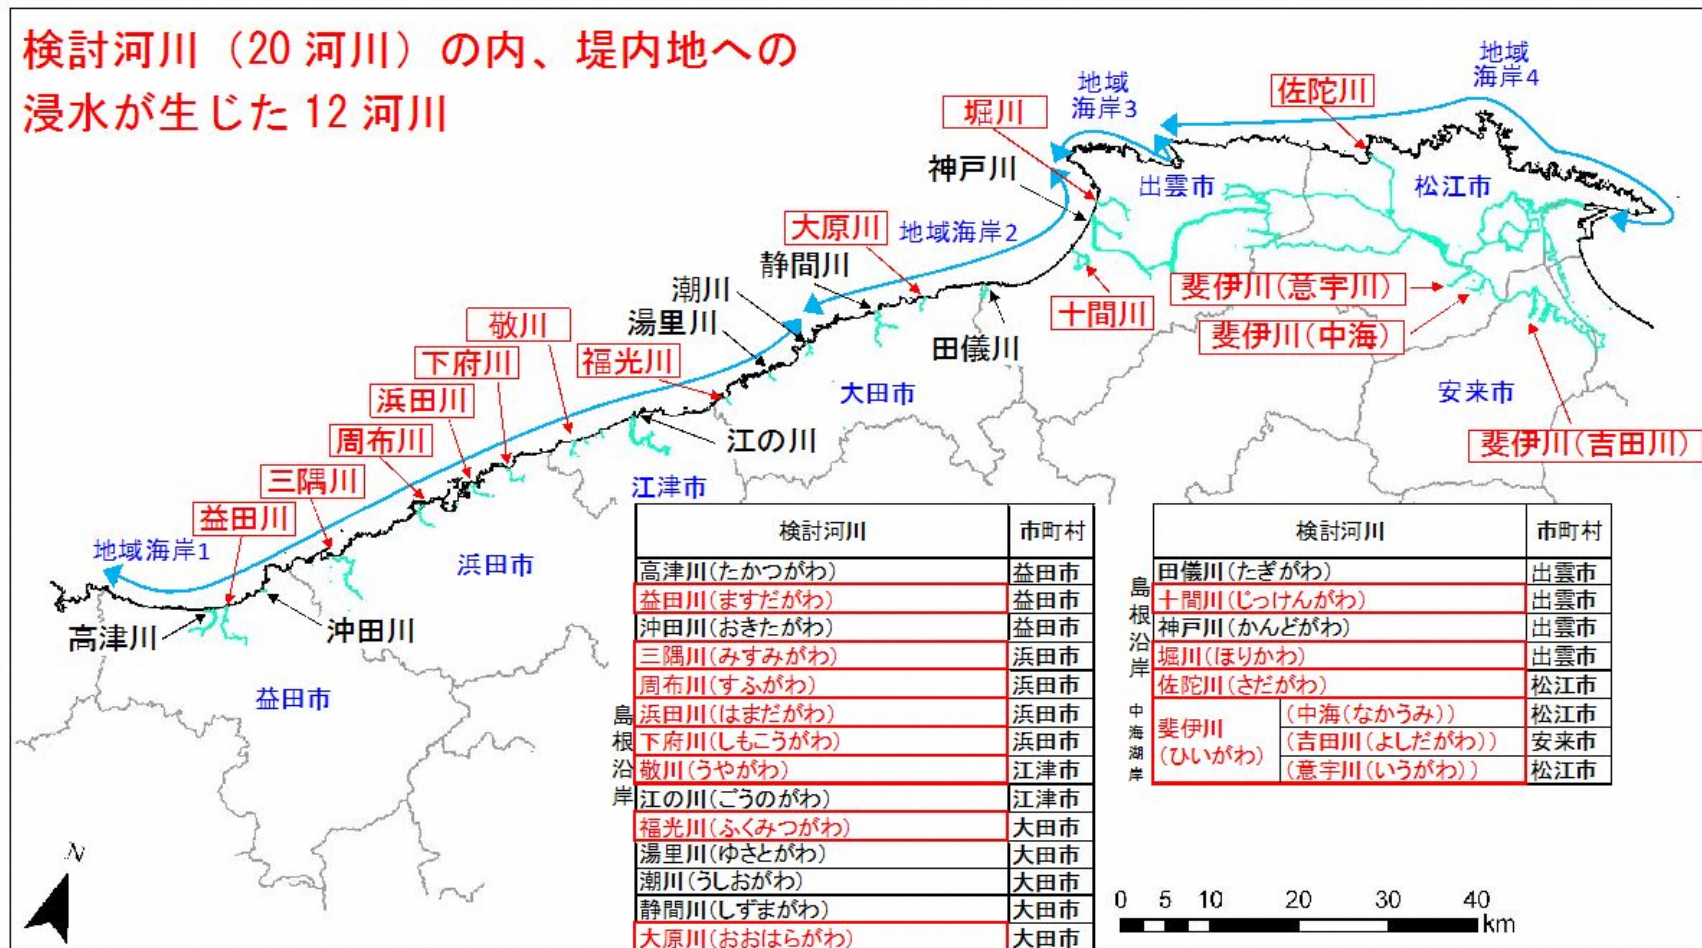 検討河川（20河川）の内、堤内地への
浸水が生じた12河川
地域
海岸4
地域
海岸3
佐陀川
堀川
神戸川
出雲市
松江市
大原川
地域海岸2
静間川
潮川
湯里川
斐伊川(意宇川)
十間川
斐伊川(中海)
敬川
下府川
福光川
田儀川
大田市
安来市
浜田川
周布川
江の川
斐伊川(吉田川)
三隅川
江津市
益田川
地域海岸1
浜田市
高津川
沖田川
益田市
検討河川 市町村
島根沿岸
高津川(たかつがわ) 益田市
益田川(ますだがわ) 益田市
沖田川(おきたがわ) 益田市
三隅川(みすみがわ) 浜田市
周布川(すふがわ) 浜田市
浜田川(はまだがわ) 浜田市
下府川(しもこうがわ) 浜田市
敬川(うやがわ) 江津市
江の川(ごうのがわ) 江津市
福光川(ふくみつがわ) 大田市
湯里川(ゆさとがわ) 大田市
潮川(うしおがわ) 大田市
静間川(しずまがわ) 大田市
大原川(おおはらがわ) 大田市
検討河川 市町村
島根沿岸
田儀川(たぎがわ) 出雲市
十間川(じっけんがわ) 出雲市
神戸川(かんどがわ) 出雲市
堀川(ほりかわ) 出雲市
佐陀川(さだがわ) 松江市
中海湖岸
斐伊川
(ひいがわ)
(中海(なかうみ)) 松江市
(吉田川(よしだがわ)) 安来市
(意宇川(いうがわ)) 松江市
N
0 5 10 20 30 40
km